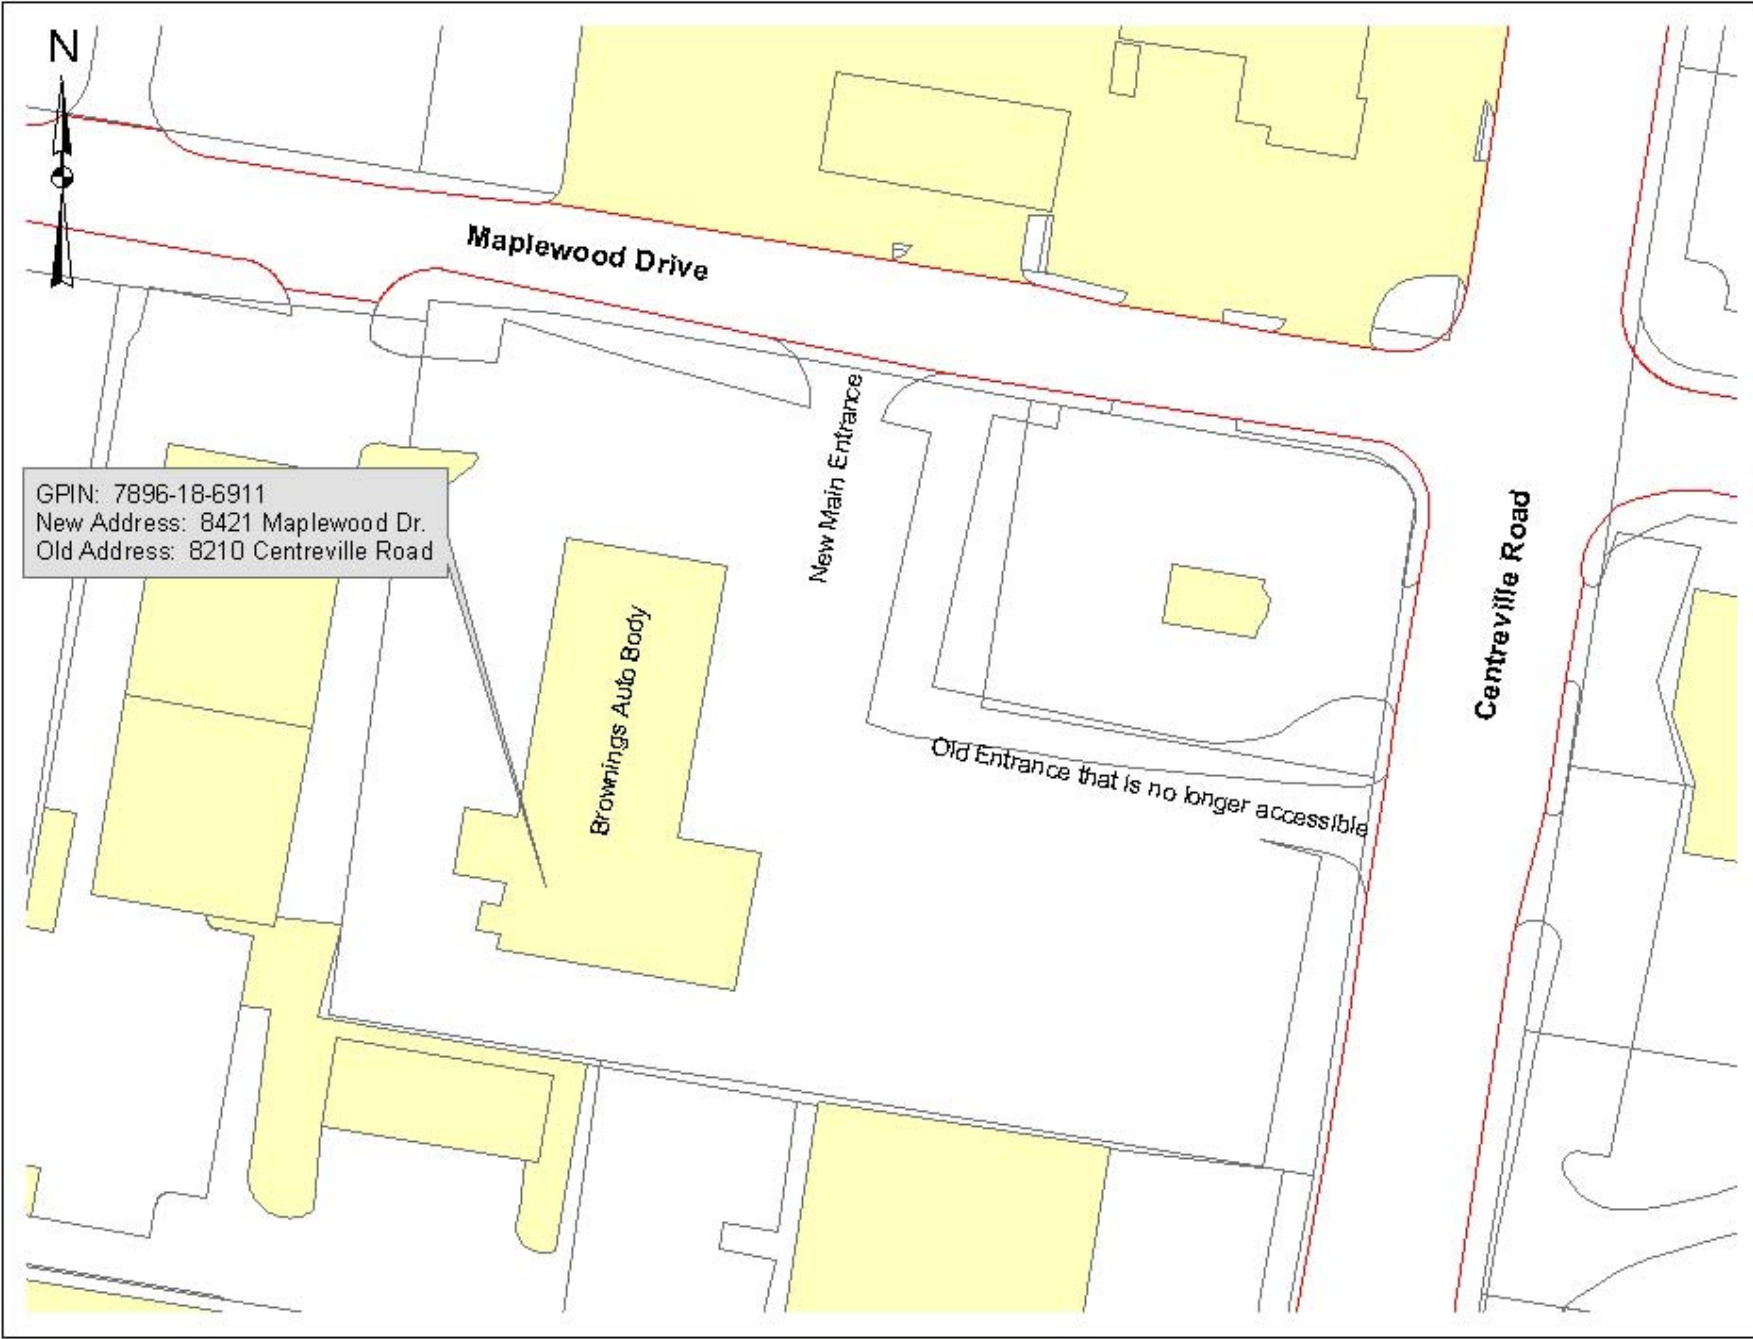 N
Maplewood Drive
New Main Entrance
GPIN: 7896-18-6911
New Address: 8421 Maplewood Dr.
Old Address: 8210 Centreville Road
Centreville Road
Brownings Auto Body
Old Entrance that is no longer accessible